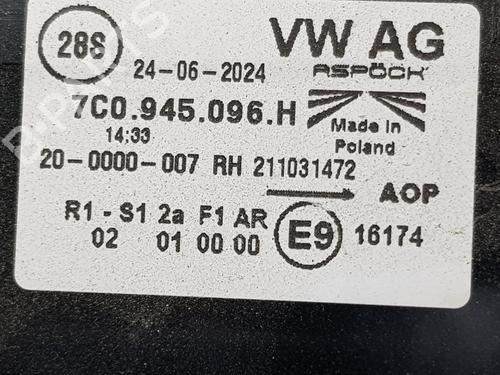 28S
VW AG
24-06-2024
ASPÖCK
7C0.945.096.H
14:33
Made in
Poland
20-0000-007 RH 211031472
AOP
R1 - S1 2a F1 AR
02 01 00 00
E9 16174